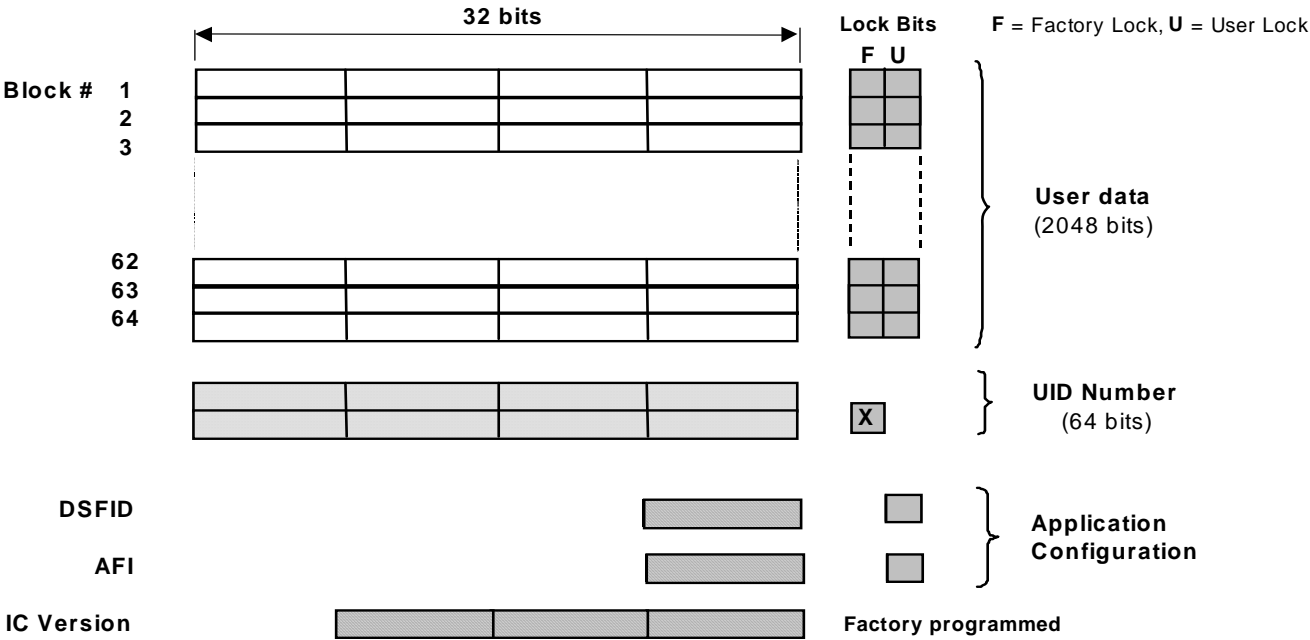 32 bits
Lock Bits
F = Factory Lock, U = User Lock
F U
Block # 1
2
3
User data
(2048 bits)
62
63
64
UID Number
(64 bits)
X
DSFID
Application
Configuration
AFI
IC Version
Factory programmed